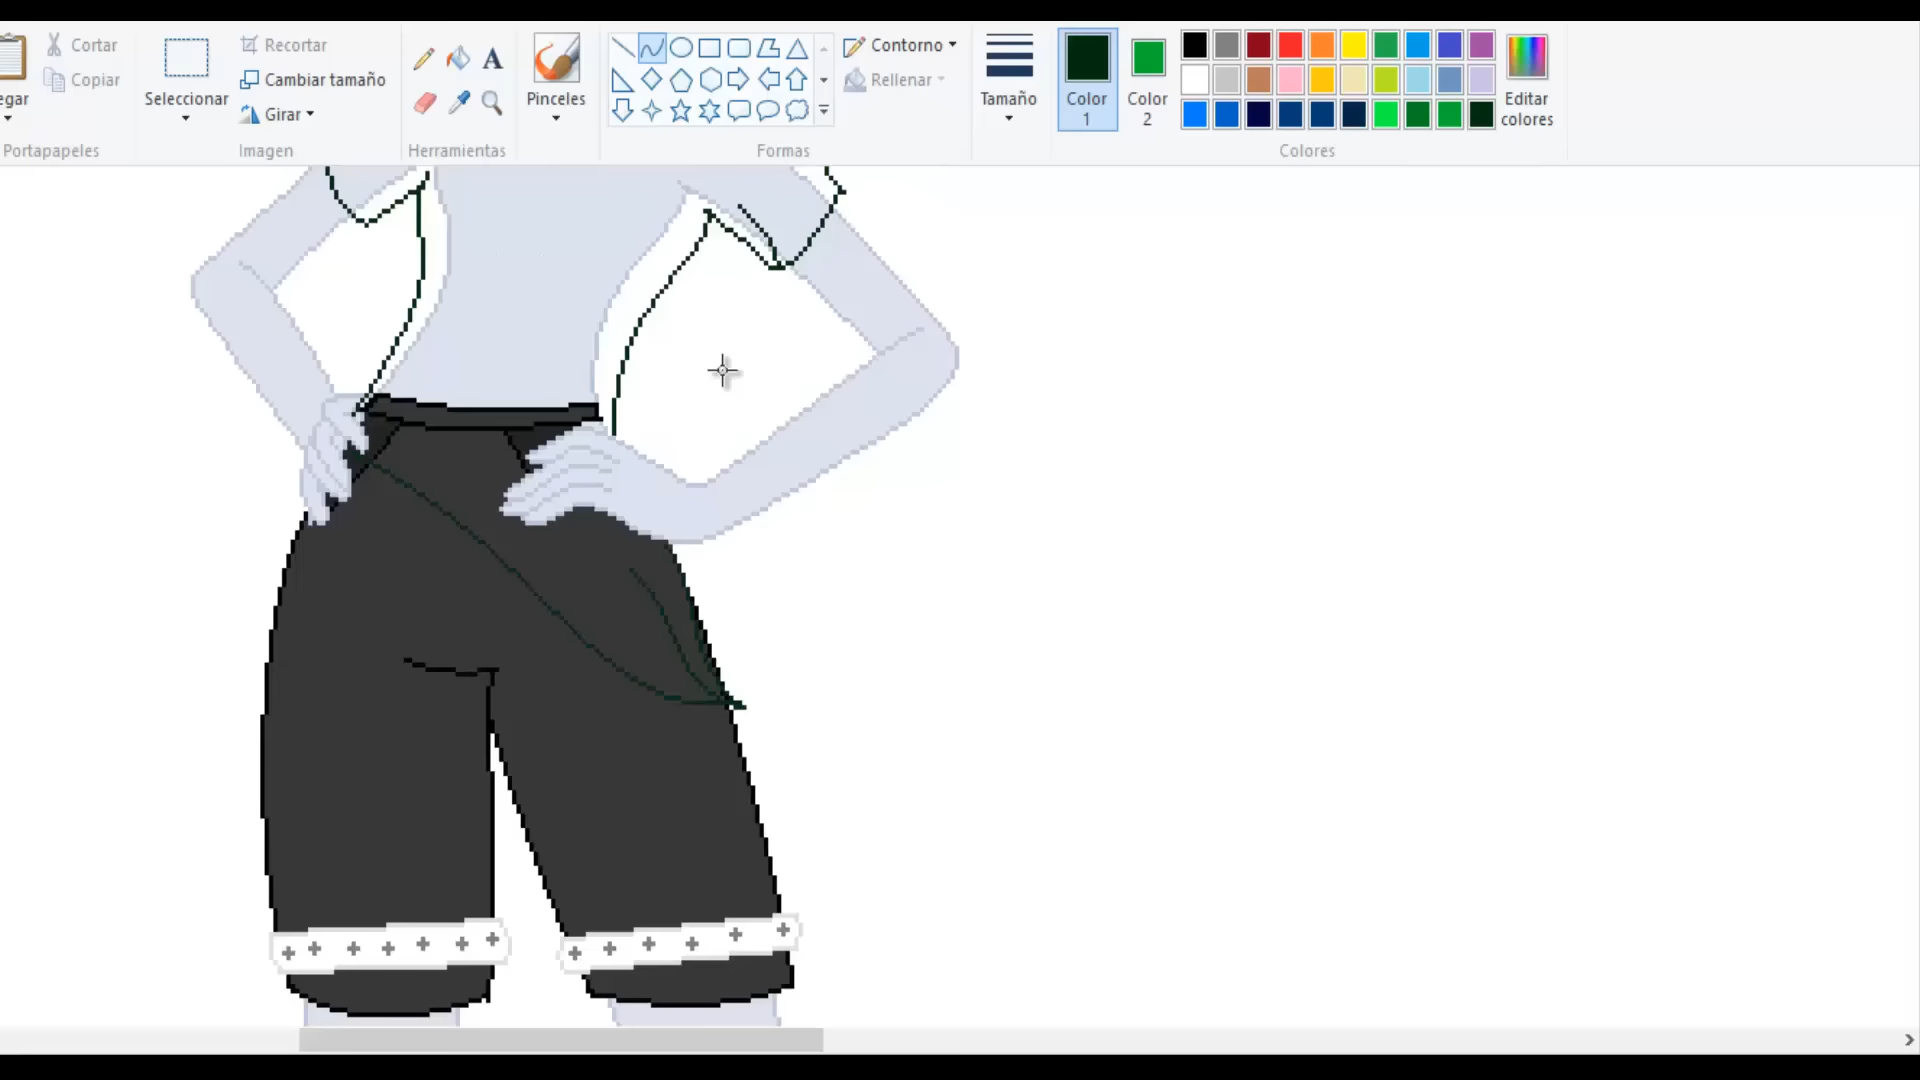 Cortar
Copiar
egar
Portapapeles
Seleccionar
Recortar
Cambiar tamaño
Girar
Imagen
A
Herramientas
Pinceles
Formas
Contorno
Rellenar
Tamaño
Color
1
Color
2
Editar
colores
Colores